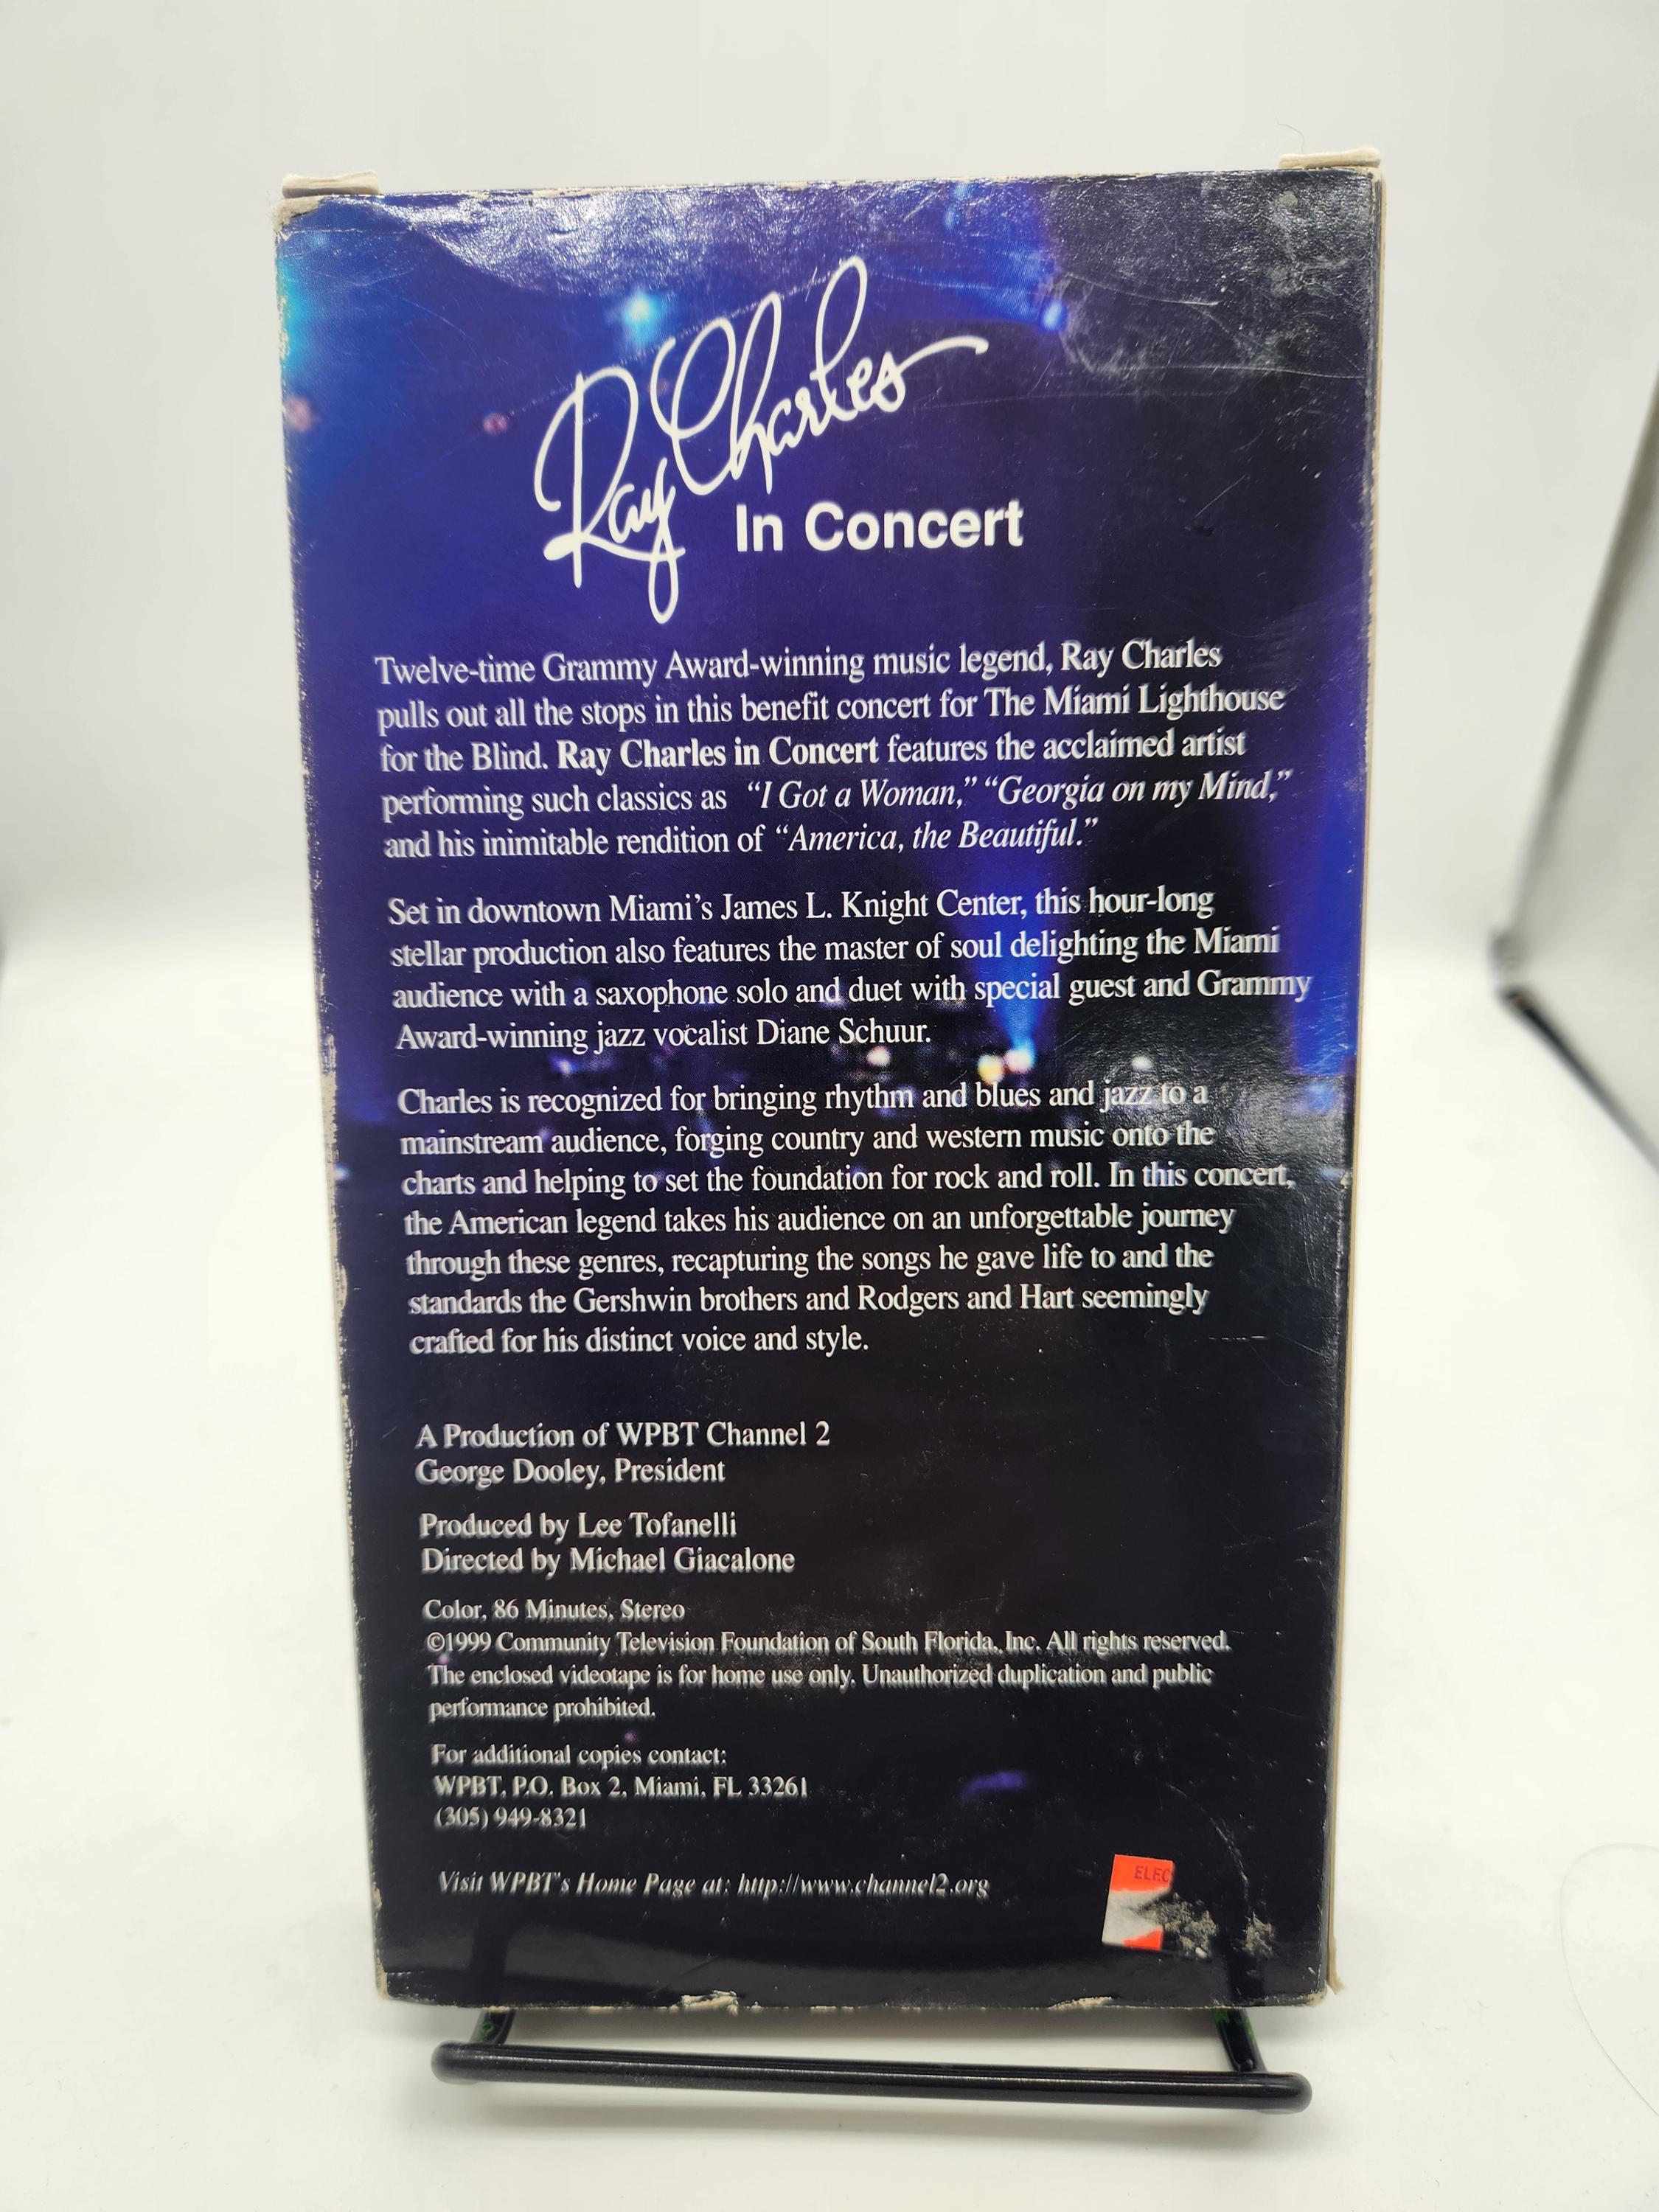 Ray Charles
In Concert
Twelve-time Grammy Award-winning music legend, Ray Charles
pulls out all the stops in this benefit concert for The Miami Lighthouse
for the Blind. Ray Charles in Concert features the acclaimed artist
performing such classics as “I Got a Woman,” “Georgia on my Mind,”
and his inimitable rendition of “America, the Beautiful.”
Set in downtown Miami’s James L. Knight Center, this hour-long
stellar production also features the master of soul delighting the Miami
audience with a saxophone solo and duet with special guest and Grammy
Award-winning jazz vocalist Diane Schuur.
Charles is recognized for bringing rhythm and blues and jazz to a
mainstream audience, forging country and western music onto the
charts and helping to set the foundation for rock and roll. In this concert,
the American legend takes his audience on an unforgettable journey
through these genres, recapturing the songs he gave life to and the
standards the Gershwin brothers and Rodgers and Hart seemingly
crafted for his distinct voice and style.
A Production of WPBT Channel 2
George Dooley, President
Produced by Lee Tofanelli
Directed by Michael Giacalone
Color, 86 Minutes, Stereo
©1999 Community Television Foundation of South Florida, Inc. All rights reserved.
The enclosed videotape is for home use only. Unauthorized duplication and public
performance prohibited.
For additional copies contact:
WPBT, P.O. Box 2, Miami, FL 33261
(305) 949-8321
Visit WPBT's Home Page at: http://www.channel2.org
ELEC